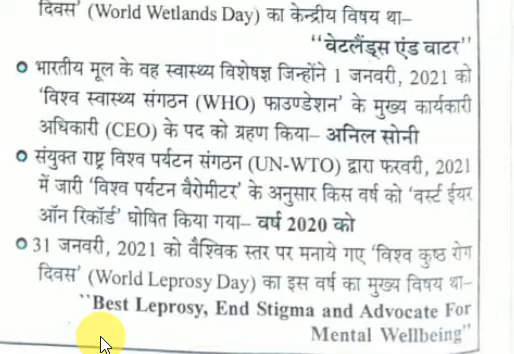 दिवस' (World Wetlands Day) का केन्द्रीय विषय था–
"वेटलैंड्स एंड वाटर"
भारतीय मूल के वह स्वास्थ्य विशेषज्ञ जिन्होंने 1 जनवरी, 2021 को
'विश्व स्वास्थ्य संगठन (WHO) फाउण्डेशन' के मुख्य कार्यकारी
अधिकारी (CEO) के पद को ग्रहण किया– अनिल सोनी
संयुक्त राष्ट्र विश्व पर्यटन संगठन (UN-WTO) द्वारा फरवरी, 2021
में जारी 'विश्व पर्यटन बैरोमीटर' के अनुसार किस वर्ष को 'वर्स्ट ईयर
ऑन रिकॉर्ड' घोषित किया गया– वर्ष 2020 को
31 जनवरी, 2021 को वैश्विक स्तर पर मनाये गए 'विश्व कुष्ठ रोग
दिवस' (World Leprosy Day) का इस वर्ष का मुख्य विषय था–
"Best Leprosy, End Stigma and Advocate For
Mental Wellbeing"